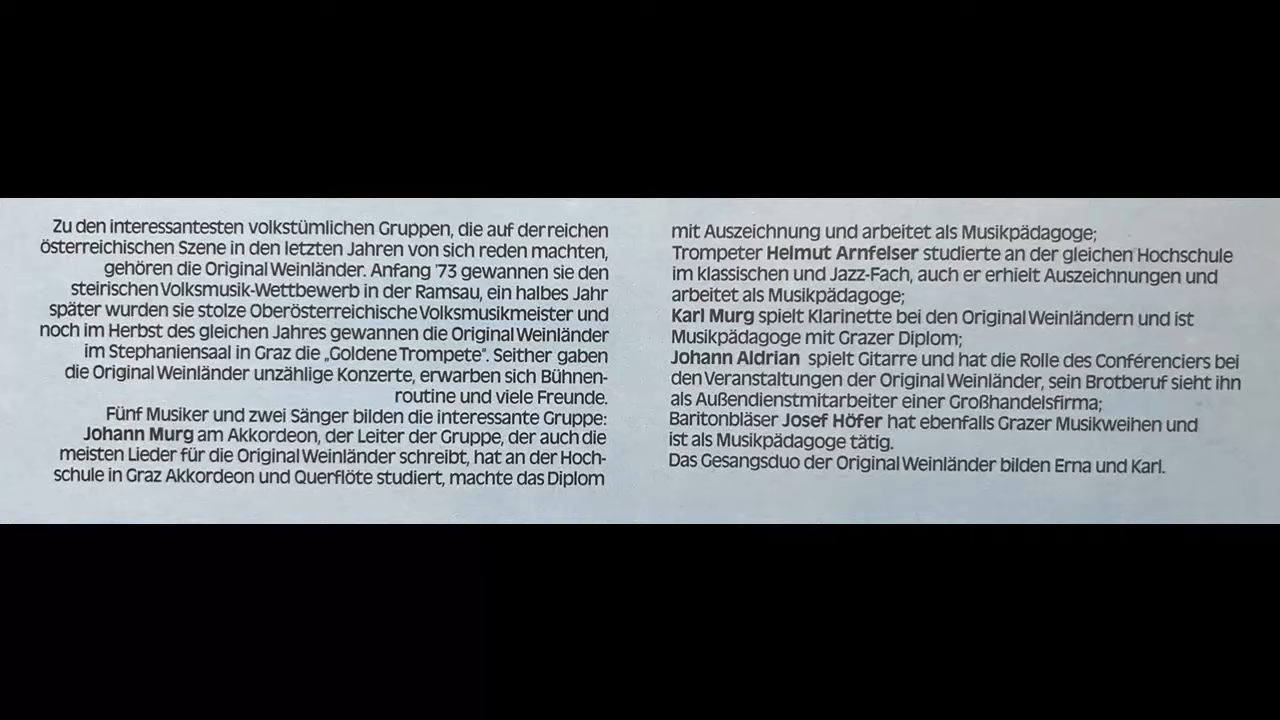 Zu den interessantesten volkstümlichen Gruppen, die auf der reichen
österreichischen Szene in den letzten Jahren von sich reden machten,
gehören die Original Weinländer. Anfang '73 gewannen sie den
steirischen Volksmusik-Wettbewerb in der Ramsau, ein halbes Jahr
später wurden sie stolze Oberösterreichische Volksmusikmeister und
noch im Herbst des gleichen Jahres gewannen die Original Weinländer
im Stephaniensaal in Graz die „Goldene Trompete". Seither gaben
die Original Weinländer unzählige Konzerte, erwarben sich Bühnen-
routine und viele Freunde.
Fünf Musiker und zwei Sänger bilden die interessante Gruppe:
Johann Murg am Akkordeon, der Leiter der Gruppe, der auch die
meisten Lieder für die Original Weinländer schreibt, hat an der Hoch-
schule in Graz Akkordeon und Querflöte studiert, machte das Diplom
mit Auszeichnung und arbeitet als Musikpädagoge;
Trompeter Helmut Arnfelser studierte an der gleichen Hochschule
im klassischen und Jazz-Fach, auch er erhielt Auszeichnungen und
arbeitet als Musikpädagoge;
Karl Murg spielt Klarinette bei den Original Weinländern und ist
Musikpädagoge mit Grazer Diplom;
Johann Aldrian spielt Gitarre und hat die Rolle des Conférenciers bei
den Veranstaltungen der Original Weinländer, sein Brotberuf sieht ihn
als Außendienstmitarbeiter einer Großhandelsfirma;
Baritonbläser Josef Höfer hat ebenfalls Grazer Musikweihen und
ist als Musikpädagoge tätig.
Das Gesangsduo der Original Weinländer bilden Erna und Karl.